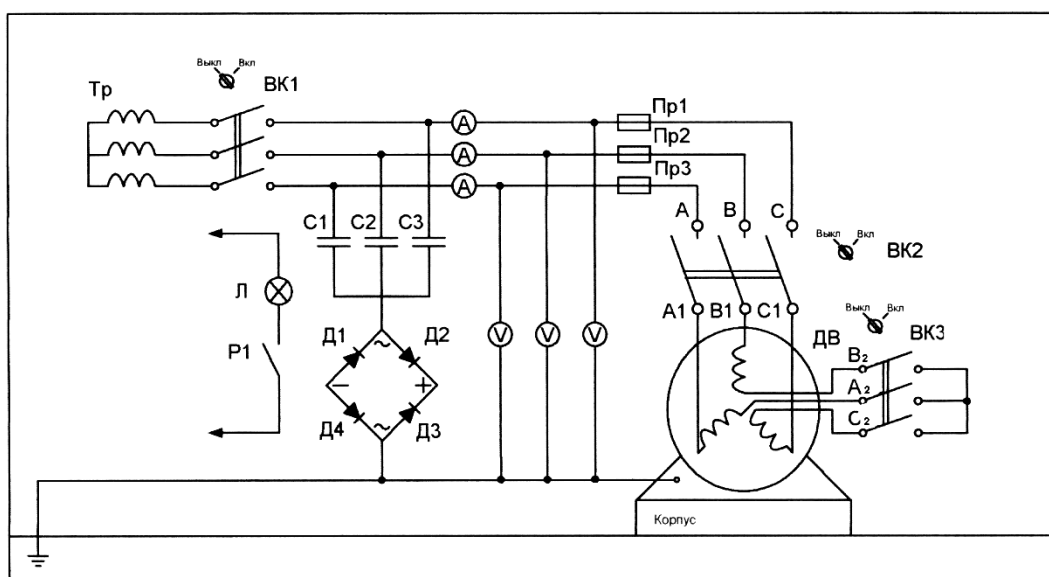 Выкл Вкл
Тр
ВК1
А
А
А
Пр1
Пр2
Пр3
С1 С2 С3
А В С
Выкл Вкл
ВК2
Л
Р1
Д1 Д2
~
− +
~
Д4 Д3
V V V
А1 В1 С1
Выкл Вкл
ДВ
ВК3
В2
А2
С2
Корпус